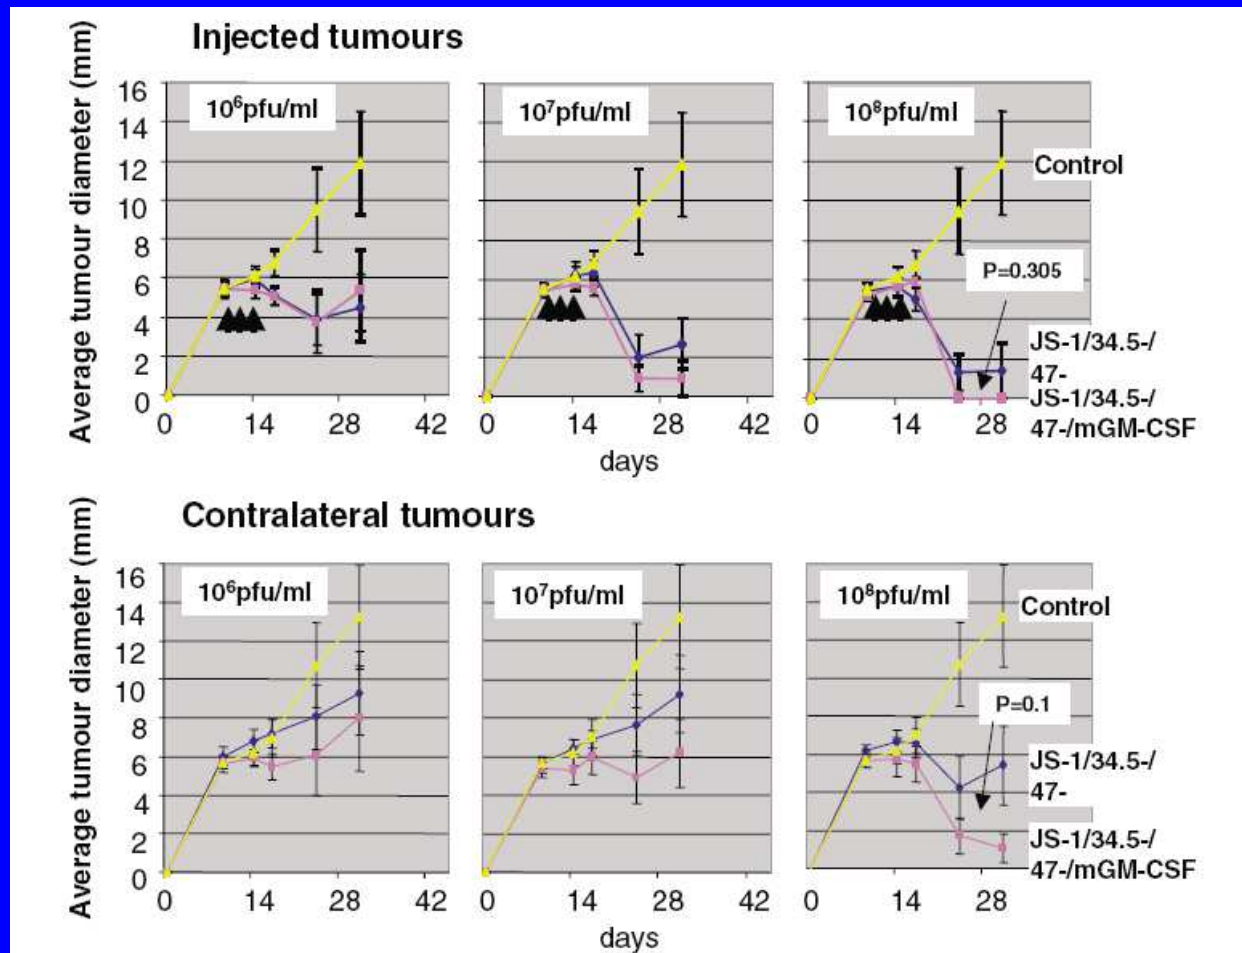 Injected tumours
Average tumour diameter (mm)
16
14
12
10
8
6
4
2
0
10⁶pfu/ml
10⁷pfu/ml
10⁸pfu/ml
Control
P=0.305
JS-1/34.5-/
47-
JS-1/34.5-/
47-/mGM-CSF
0 14 28 42
0 14 28 42
0 14 28
days
Contralateral tumours
Average tumour diameter (mm)
16
14
12
10
8
6
4
2
0
10⁶pfu/ml
10⁷pfu/ml
10⁸pfu/ml
Control
P=0.1
JS-1/34.5-/
47-
JS-1/34.5-/
47-/mGM-CSF
0 14 28 42
0 14 28 42
0 14 28
days